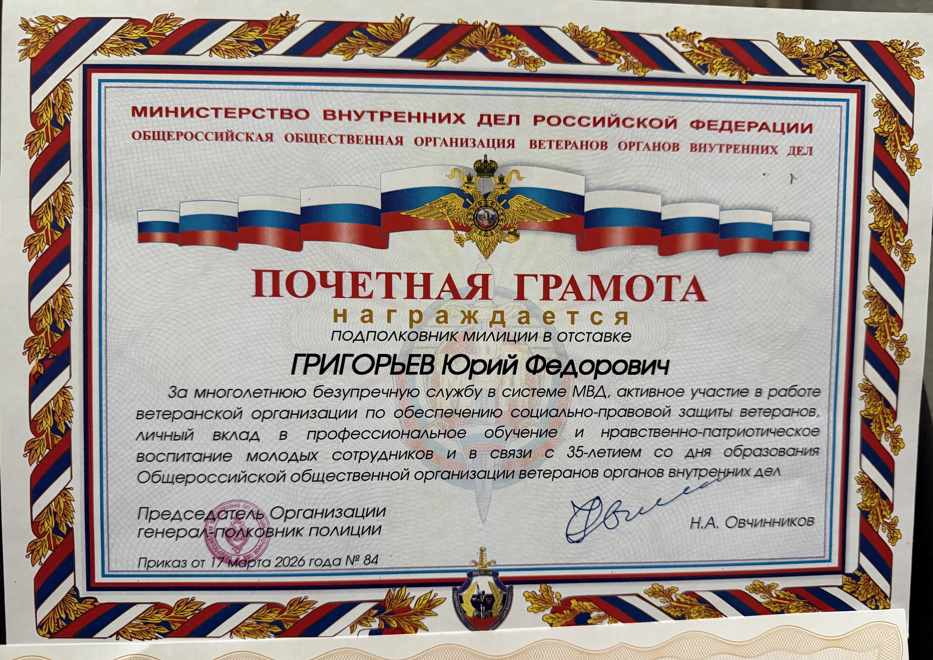 МИНИСТЕРСТВО ВНУТРЕННИХ ДЕЛ РОССИЙСКОЙ ФЕДЕРАЦИИ
ОБЩЕРОССИЙСКАЯ ОБЩЕСТВЕННАЯ ОРГАНИЗАЦИЯ ВЕТЕРАНОВ ОРГАНОВ ВНУТРЕННИХ ДЕЛ
ПОЧЕТНАЯ ГРАМОТА
награждается
подполковник милиции в отставке
ГРИГОРЬЕВ Юрий Федорович
За многолетнюю безупречную службу в системе МВД, активное участие в работе
ветеранской организации по обеспечению социально-правовой защиты ветеранов,
личный вклад в профессиональное обучение и нравственно-патриотическое
воспитание молодых сотрудников и в связи с 35-летием со дня образования
Общероссийской общественной организации ветеранов органов внутренних дел
Председатель Организации
генерал-полковник полиции
Н.А. Овчинников
Приказ от 17 марта 2026 года № 84